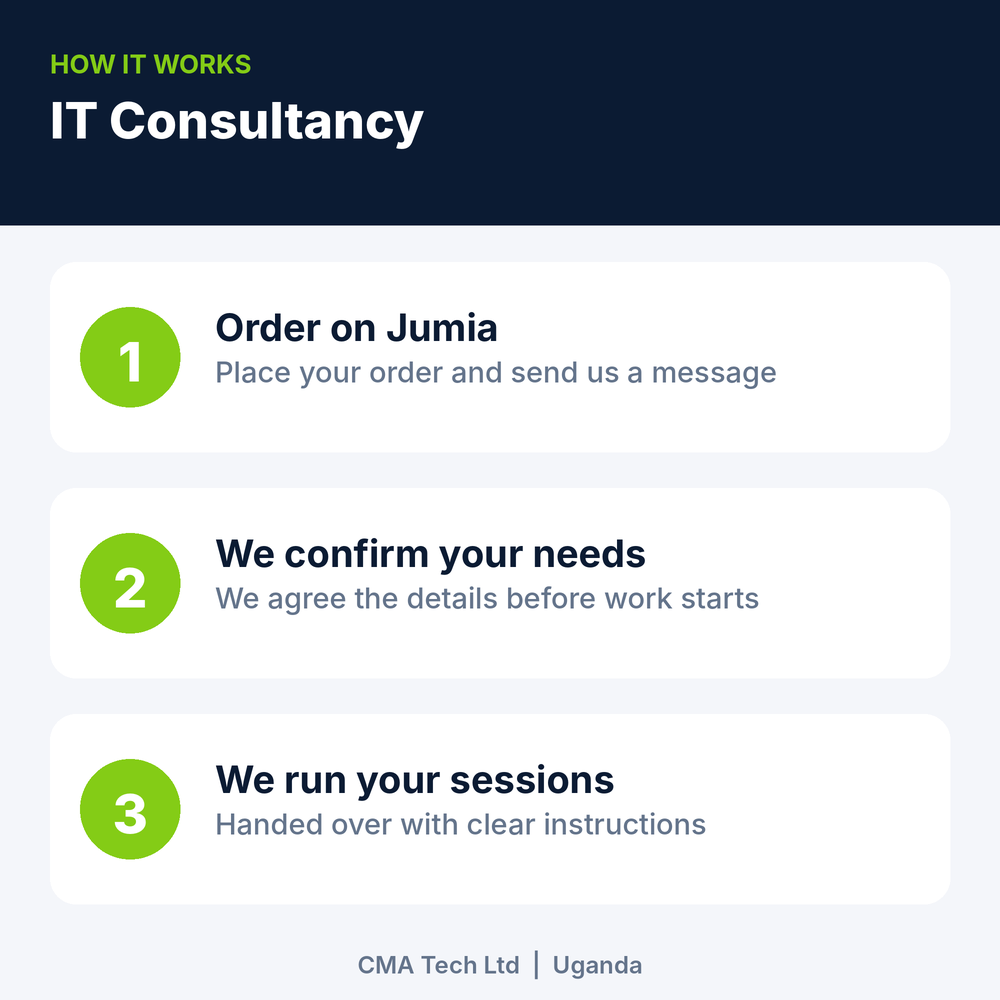 HOW IT WORKS
IT Consultancy
1
Order on Jumia
Place your order and send us a message
2
We confirm your needs
We agree the details before work starts
3
We run your sessions
Handed over with clear instructions
CMA Tech Ltd | Uganda